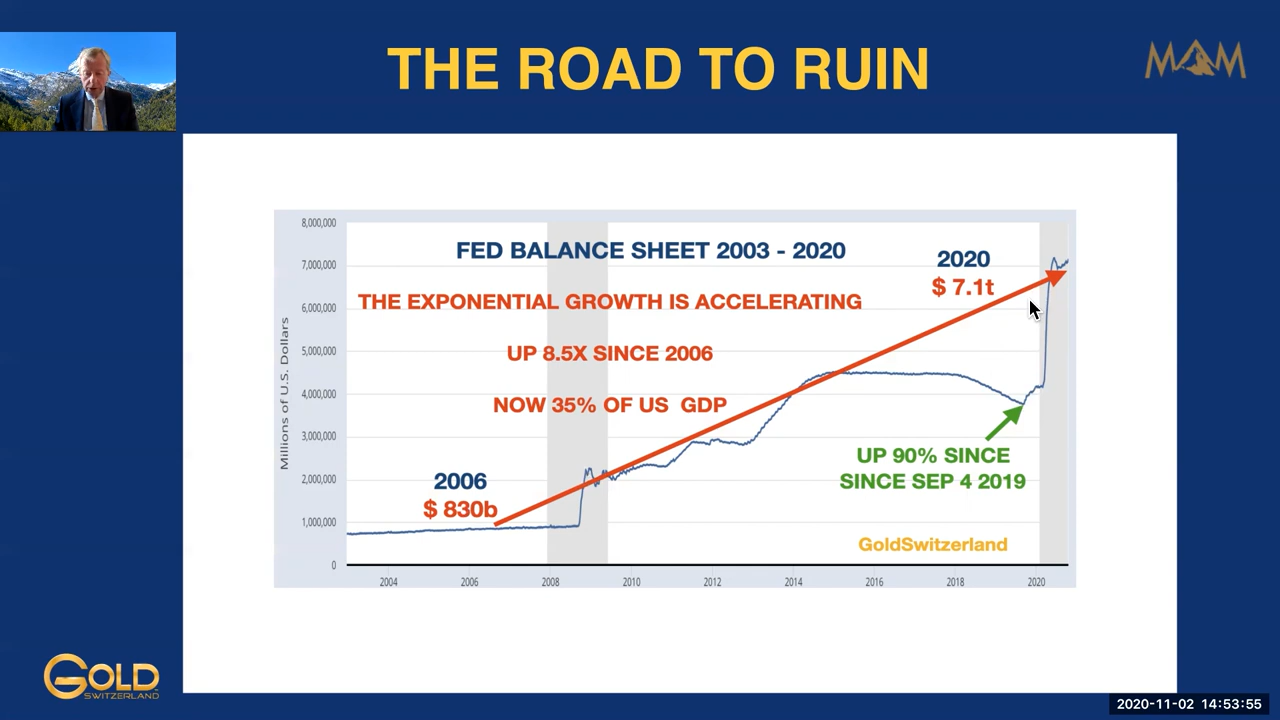 THE ROAD TO RUIN
MAM
8,000,000
7,000,000
6,000,000
5,000,000
4,000,000
3,000,000
2,000,000
1,000,000
0
Millions of U.S. Dollars
FED BALANCE SHEET 2003 - 2020
2020
$ 7.1t
THE EXPONENTIAL GROWTH IS ACCELERATING
UP 8.5X SINCE 2006
NOW 35% OF US GDP
UP 90% SINCE
SINCE SEP 4 2019
2006
$ 830b
GoldSwitzerland
2004 2006 2008 2010 2012 2014 2016 2018 2020
GOLD
SWITZERLAND
2020-11-02 14:53:55